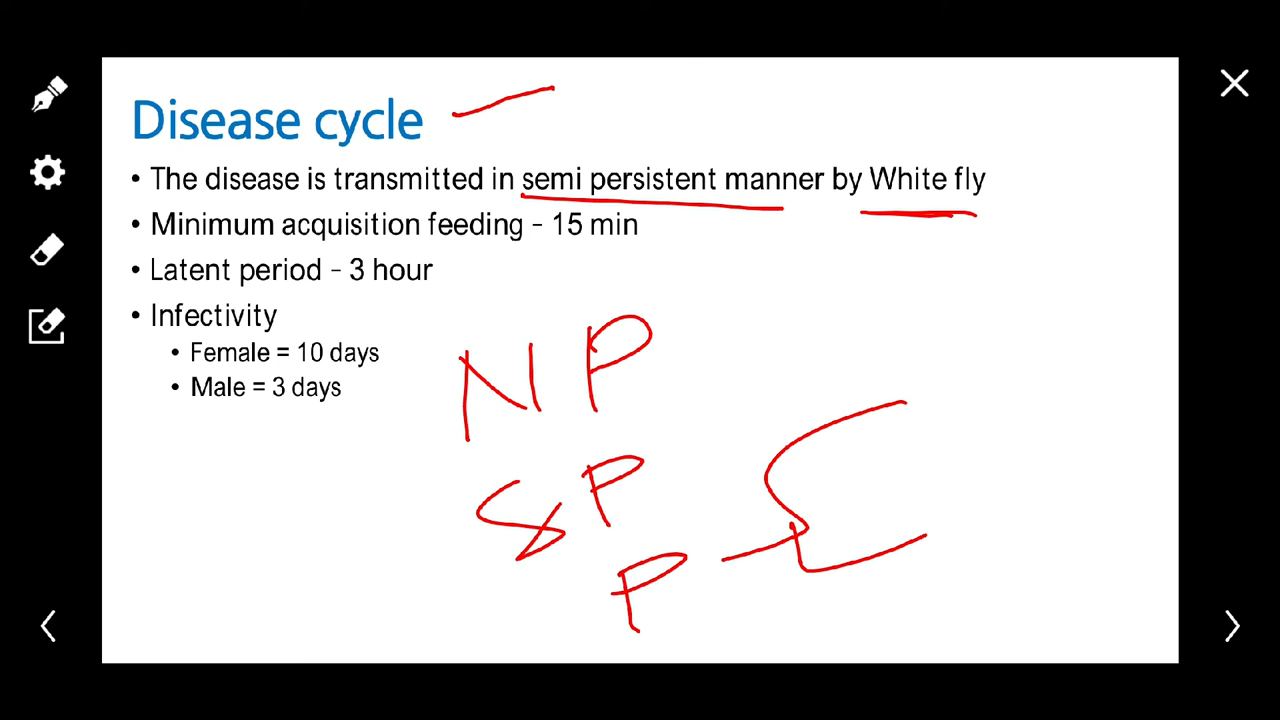 Disease cycle
• The disease is transmitted in semi persistent manner by White fly
• Minimum acquisition feeding - 15 min
• Latent period - 3 hour
• Infectivity
• Female = 10 days
• Male = 3 days
NP
SP
P